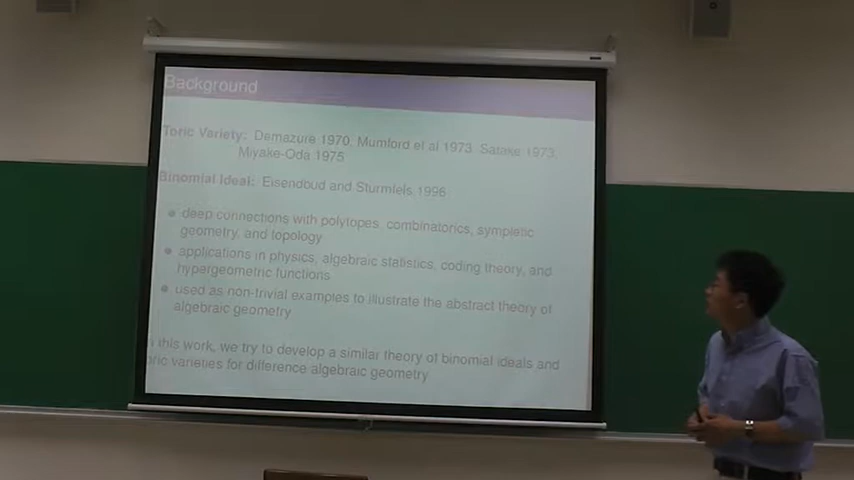 Background
Toric Variety: Demazure 1970, Mumford et al 1973, Satake 1973,
Miyake-Oda 1975
Binomial Ideal: Eisendoud and Sturmfels, 1996
deep connections with polytopes, combinatorics, sympletic
geometry, and topology
applications in physics, algebraic statistics, coding theory, and
hypergeometric functions
used as non-trivial examples to illustrate the abstract theory of
algebraic geometry
this work, we try to develop a similar theory of binomial ideals and
toric varieties for difference algebraic geometry